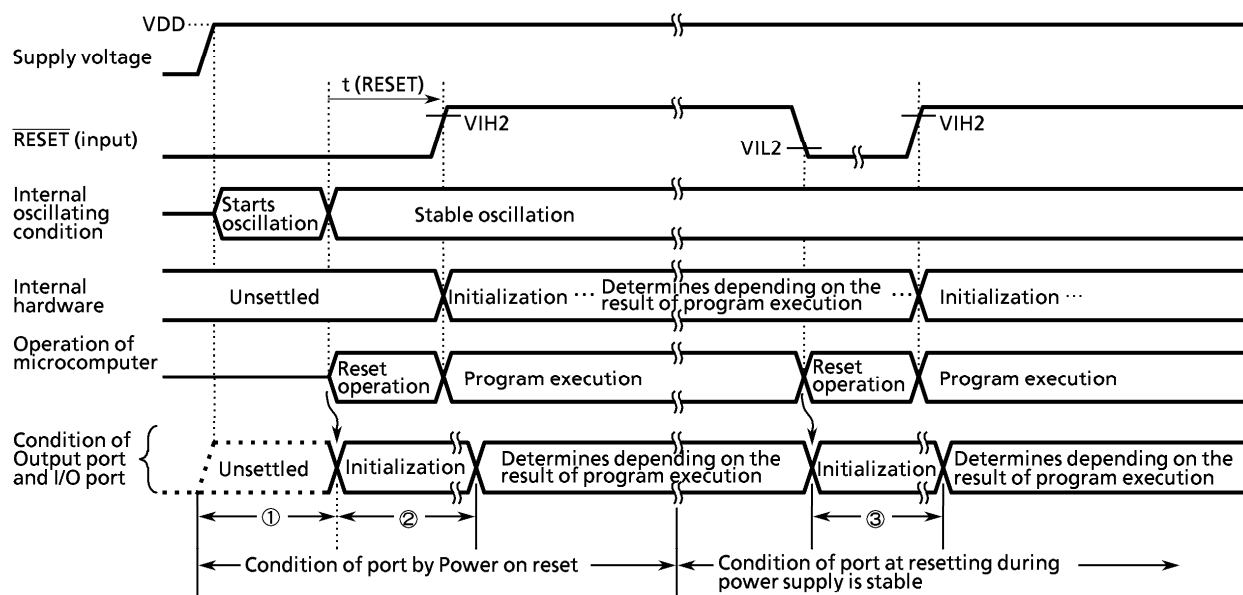 VDD
Supply voltage
t (RESET)
RESET (input)
VIH2
VIL2
VIH2
Internal
oscillating
condition
Starts
oscillation
Stable oscillation
Internal
hardware
Unsettled
Initialization ···
Determines depending on the
result of program execution
···
Initialization ···
Operation of
microcomputer
Reset
operation
Program execution
Reset
operation
Program execution
Condition of
Output port
and I/O port
Unsettled
Initialization
Determines depending on the
result of program execution
Initialization
Determines depending on the
result of program execution
①
②
③
Condition of port by Power on reset
Condition of port at resetting during
power supply is stable